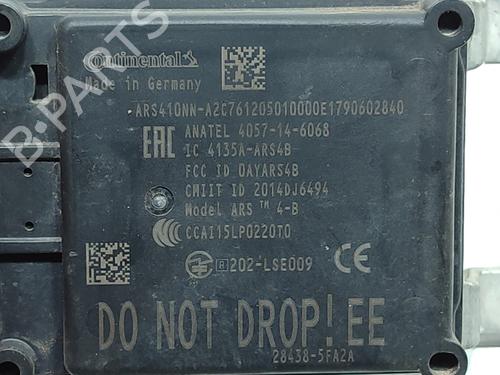 B-PARTS
Continental
Made in Germany
ARS410NN-A2C761205010000E1790602840
ANATEL 4057-14-6068
EAC
IC 4135A-ARS4B
FCC ID OAYARS4B
CMIIT ID 2014DJ6494
Model ARS ™ 4-B
CCAI15LP0220T0
R 202-LSE009
CE
DO NOT DROP! EE
28438-5FA2A